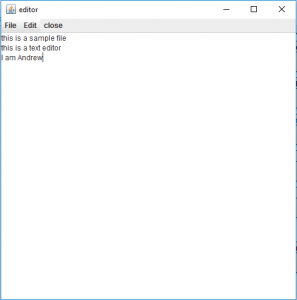 editor
File Edit close
this is a sample file
this is a text editor
I am Andrew